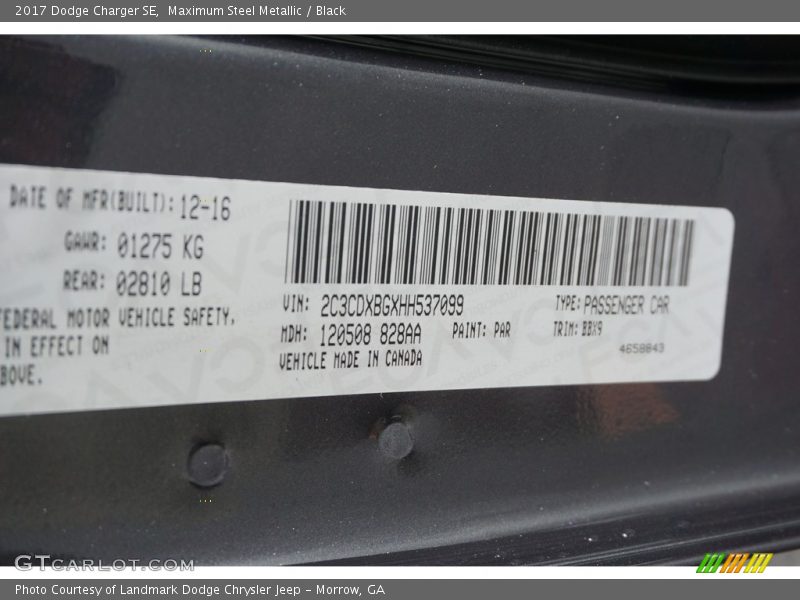 2017 Dodge Charger SE, Maximum Steel Metallic / Black
DATE OF MFR(BUILT): 12-16
GAWR: 01275 KG
REAR: 02810 LB
FEDERAL MOTOR VEHICLE SAFETY,
IN EFFECT ON
BOVE.
VIN: 2C3CDXBGXHH537099
TYPE: PASSENGER CAR
MDH: 120508 828AA
PAINT: PAR
TRIM: BBX9
VEHICLE MADE IN CANADA
4658843
GTCARLOT.COM
Photo Courtesy of Landmark Dodge Chrysler Jeep - Morrow, GA